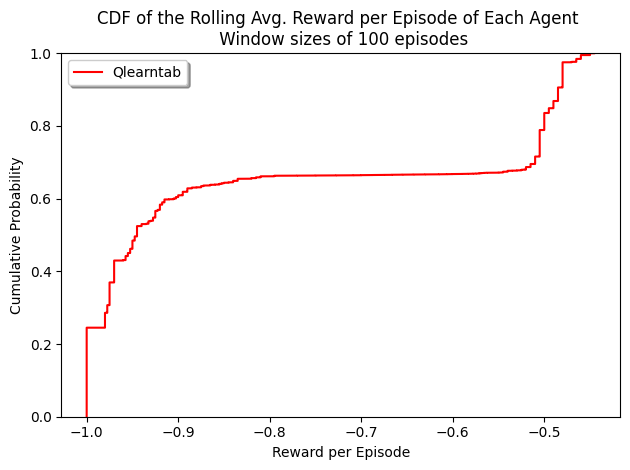 CDF of the Rolling Avg. Reward per Episode of Each Agent
Window sizes of 100 episodes
Qlearntab
1.0
0.8
0.6
0.4
0.2
0.0
Cumulative Probability
−1.0
−0.9
−0.8
−0.7
−0.6
−0.5
Reward per Episode